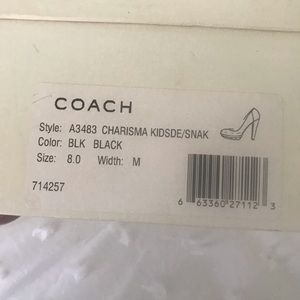 COACH
Style: A3483 CHARISMA KIDSDE/SNAK
Color: BLK BLACK
Size: 8.0 Width: M
714257
6 63360 27112 3